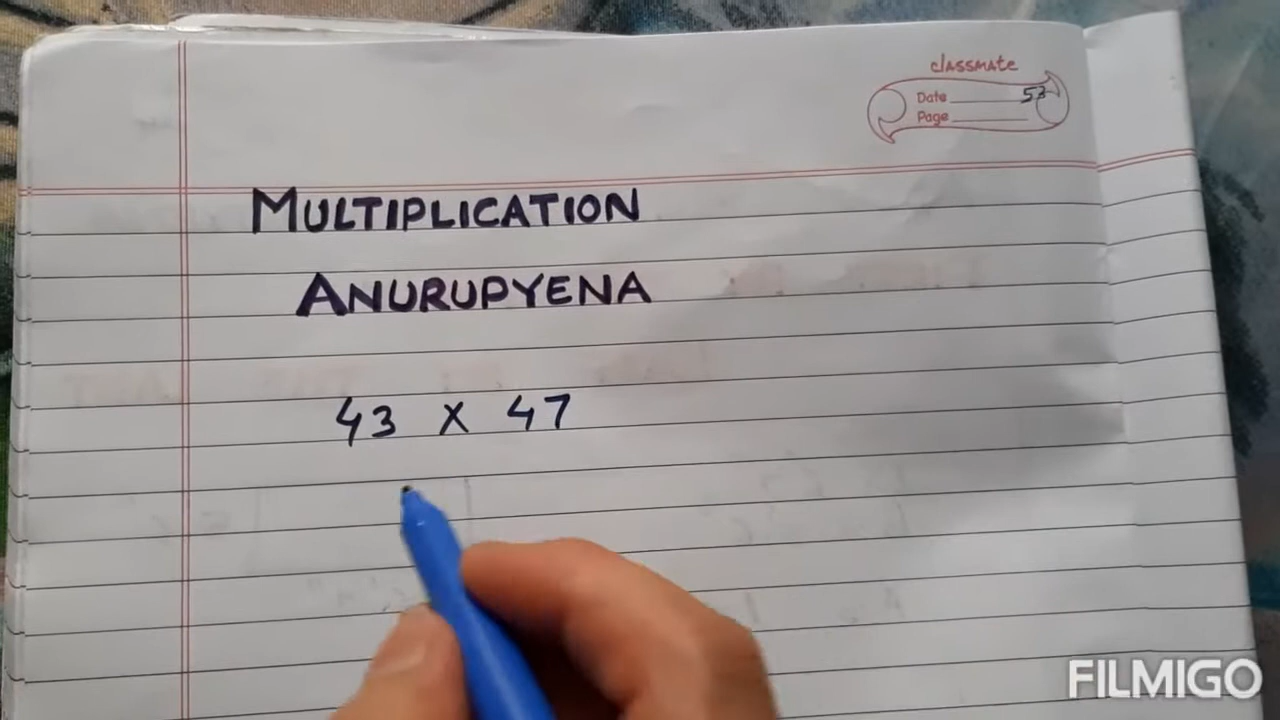 classmate
Date 53
Page
MULTIPLICATION
ANURUPYENA
43 x 47
FILMIGO